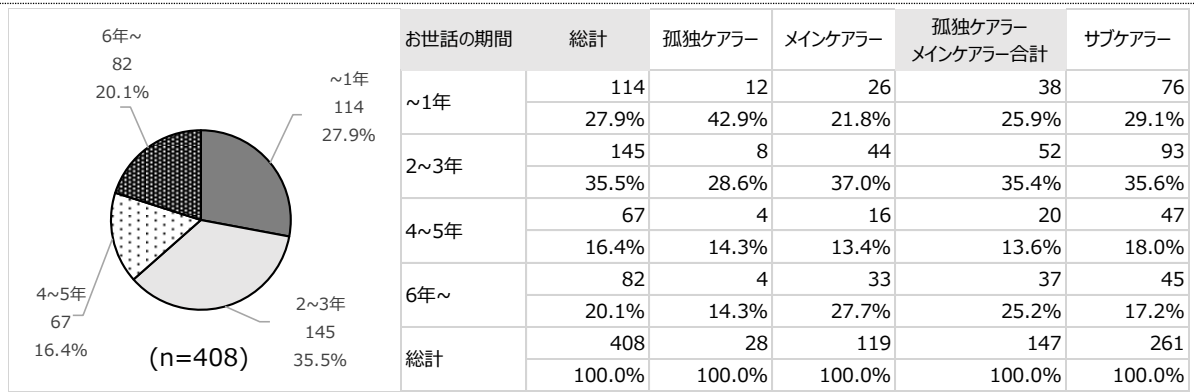 6年~
82
20.1%
~1年
114
27.9%
4~5年
67
16.4%
2~3年
145
35.5%
(n=408)
お世話の期間 総計 孤独ケアラー メインケアラー 孤独ケアラー メインケアラー合計 サブケアラー
~1年 114 12 26 38 76
27.9% 42.9% 21.8% 25.9% 29.1%
2~3年 145 8 44 52 93
35.5% 28.6% 37.0% 35.4% 35.6%
4~5年 67 4 16 20 47
16.4% 14.3% 13.4% 13.6% 18.0%
6年~ 82 4 33 37 45
20.1% 14.3% 27.7% 25.2% 17.2%
総計 408 28 119 147 261
100.0% 100.0% 100.0% 100.0% 100.0%